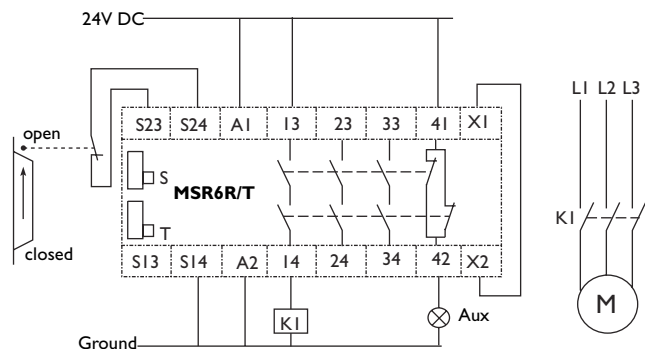 24V DC
S23 S24 A1 13 23 33 41 X1
L1 L2 L3
open
S
MSR6R/T
T
K1
closed
S13 S14 A2 14 24 34 42 X2
M
K1
Aux
Ground